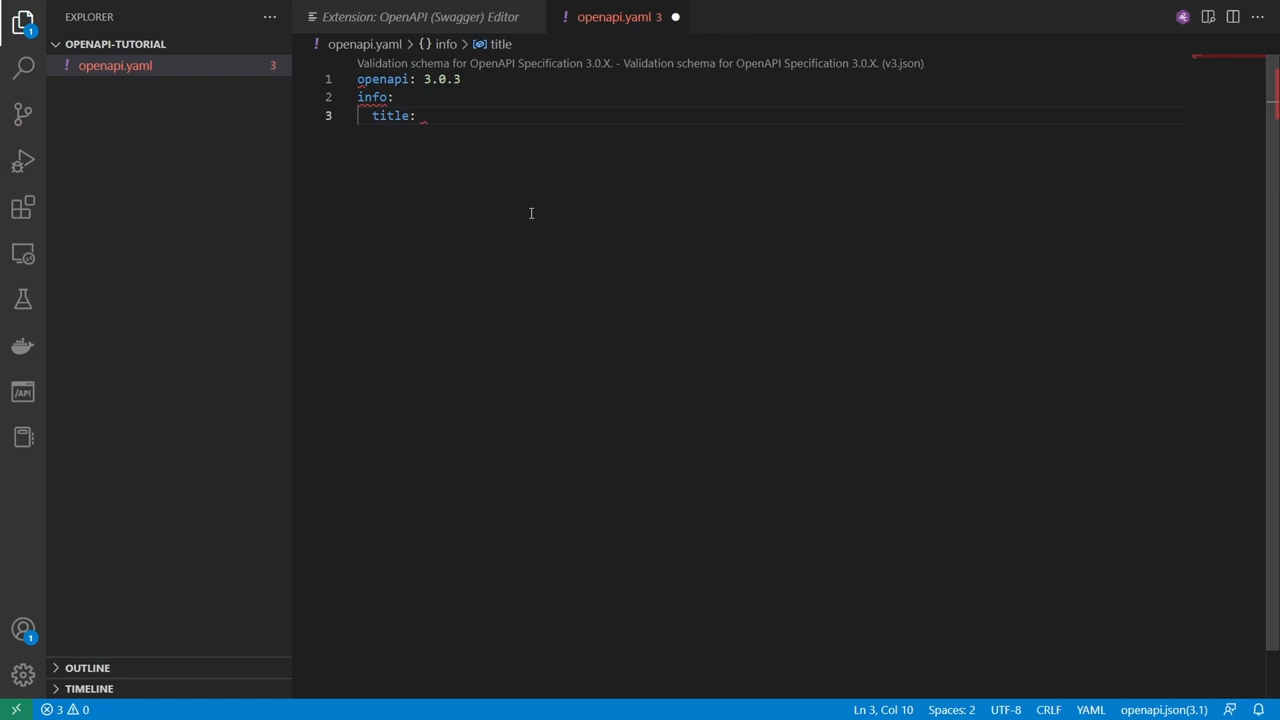 EXPLORER
Extension: OpenAPI (Swagger) Editor
openapi.yaml 3
OPENAPI-TUTORIAL
openapi.yaml > {} info > title
openapi.yaml 3
Validation schema for OpenAPI Specification 3.0.X. - Validation schema for OpenAPI Specification 3.0.X. (v3.json)
1 openapi: 3.0.3
2 info:
3 title:
/API
1
1
OUTLINE
TIMELINE
3 0
Ln 3, Col 10 Spaces: 2 UTF-8 CRLF YAML openapi.json(3.1)